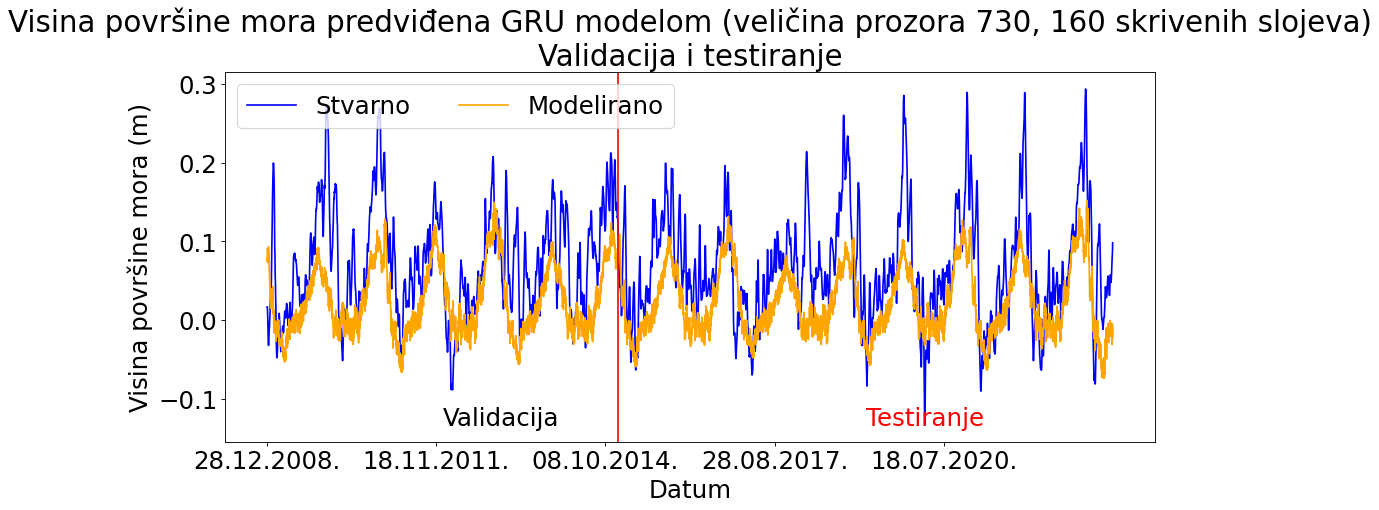 Visina površine mora predviđena GRU modelom (veličina prozora 730, 160 skrivenih slojeva)
Validacija i testiranje
Stvarno
Modelirano
Visina površine mora (m)
0.3
0.2
0.1
0.0
−0.1
Validacija
Testiranje
28.12.2008.
18.11.2011.
08.10.2014.
28.08.2017.
18.07.2020.
Datum